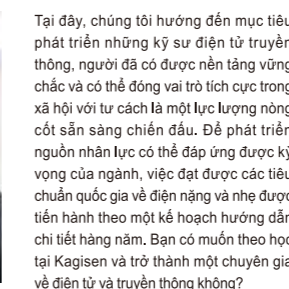 Tại đây, chúng tôi hướng đến mục tiêu
phát triển những kỹ sư điện tử truyền
thông, người đã có được nền tảng vững
chắc và có thể đóng vai trò tích cực trong
xã hội với tư cách là một lực lượng nòng
cốt sẵn sàng chiến đấu. Để phát triển
nguồn nhân lực có thể đáp ứng được kỳ
vọng của ngành, việc đạt được các tiêu
chuẩn quốc gia về điện nặng và nhẹ được
tiến hành theo một kế hoạch hướng dẫn
chi tiết hàng năm. Bạn có muốn theo học
tại Kagisen và trở thành một chuyên gia
về điện tử và truyền thông không?